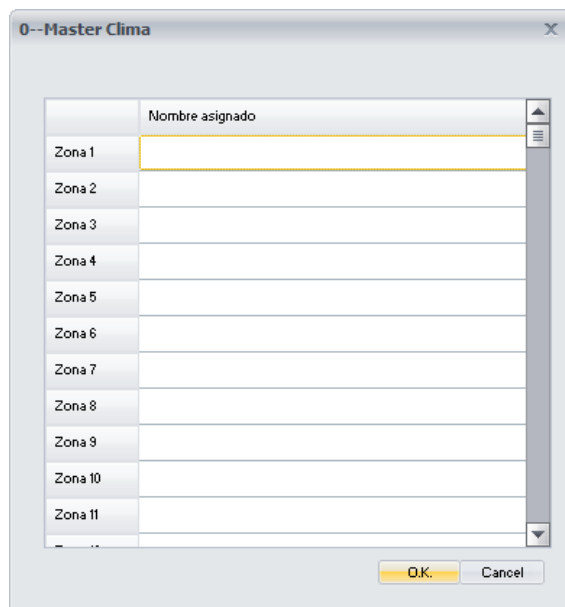 0--Master Clima
Nombre asignado
Zona 1
Zona 2
Zona 3
Zona 4
Zona 5
Zona 6
Zona 7
Zona 8
Zona 9
Zona 10
Zona 11
O.K. Cancel